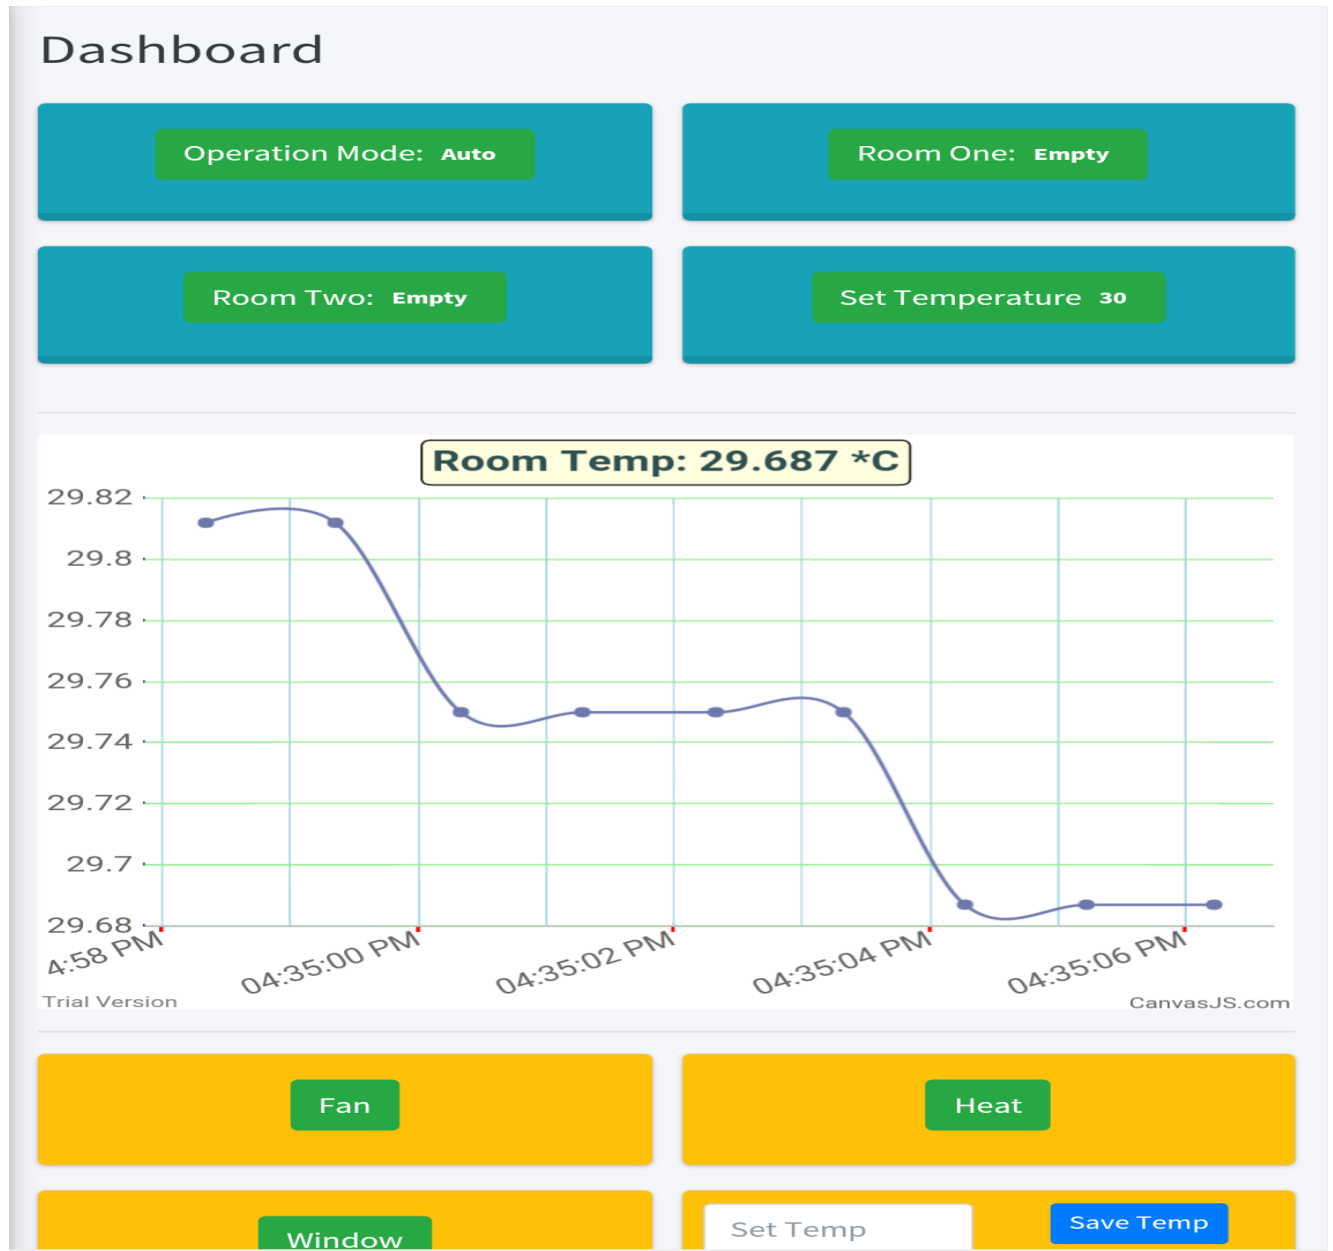 Dashboard
Operation Mode: Auto
Room One: Empty
Room Two: Empty
Set Temperature 30
Room Temp: 29.687 *C
29.82
29.8
29.78
29.76
29.74
29.72
29.7
29.68
4:58 PM
04:35:00 PM
04:35:02 PM
04:35:04 PM
04:35:06 PM
Trial Version
CanvasJS.com
Fan
Heat
Window
Set Temp
Save Temp